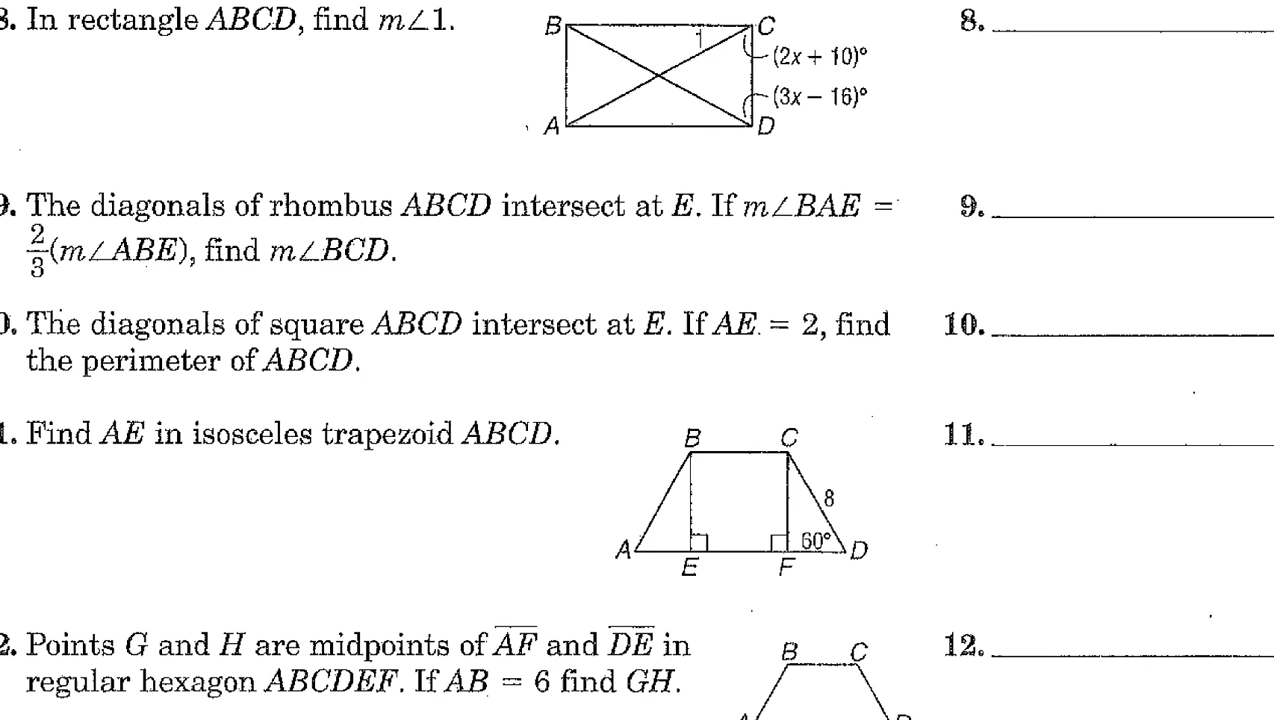 8. In rectangle ABCD, find m∠1.
B
C
1
(2x + 10)°
(3x – 16)°
A
D
8.
9. The diagonals of rhombus ABCD intersect at E. If m∠BAE =
2/3(m∠ABE), find m∠BCD.
9.
0. The diagonals of square ABCD intersect at E. If AE = 2, find
the perimeter of ABCD.
10.
1. Find AE in isosceles trapezoid ABCD.
B
C
8
60°
A
E
F
D
11.
2. Points G and H are midpoints of AF and DE in
regular hexagon ABCDEF. If AB = 6 find GH.
B
C
12.